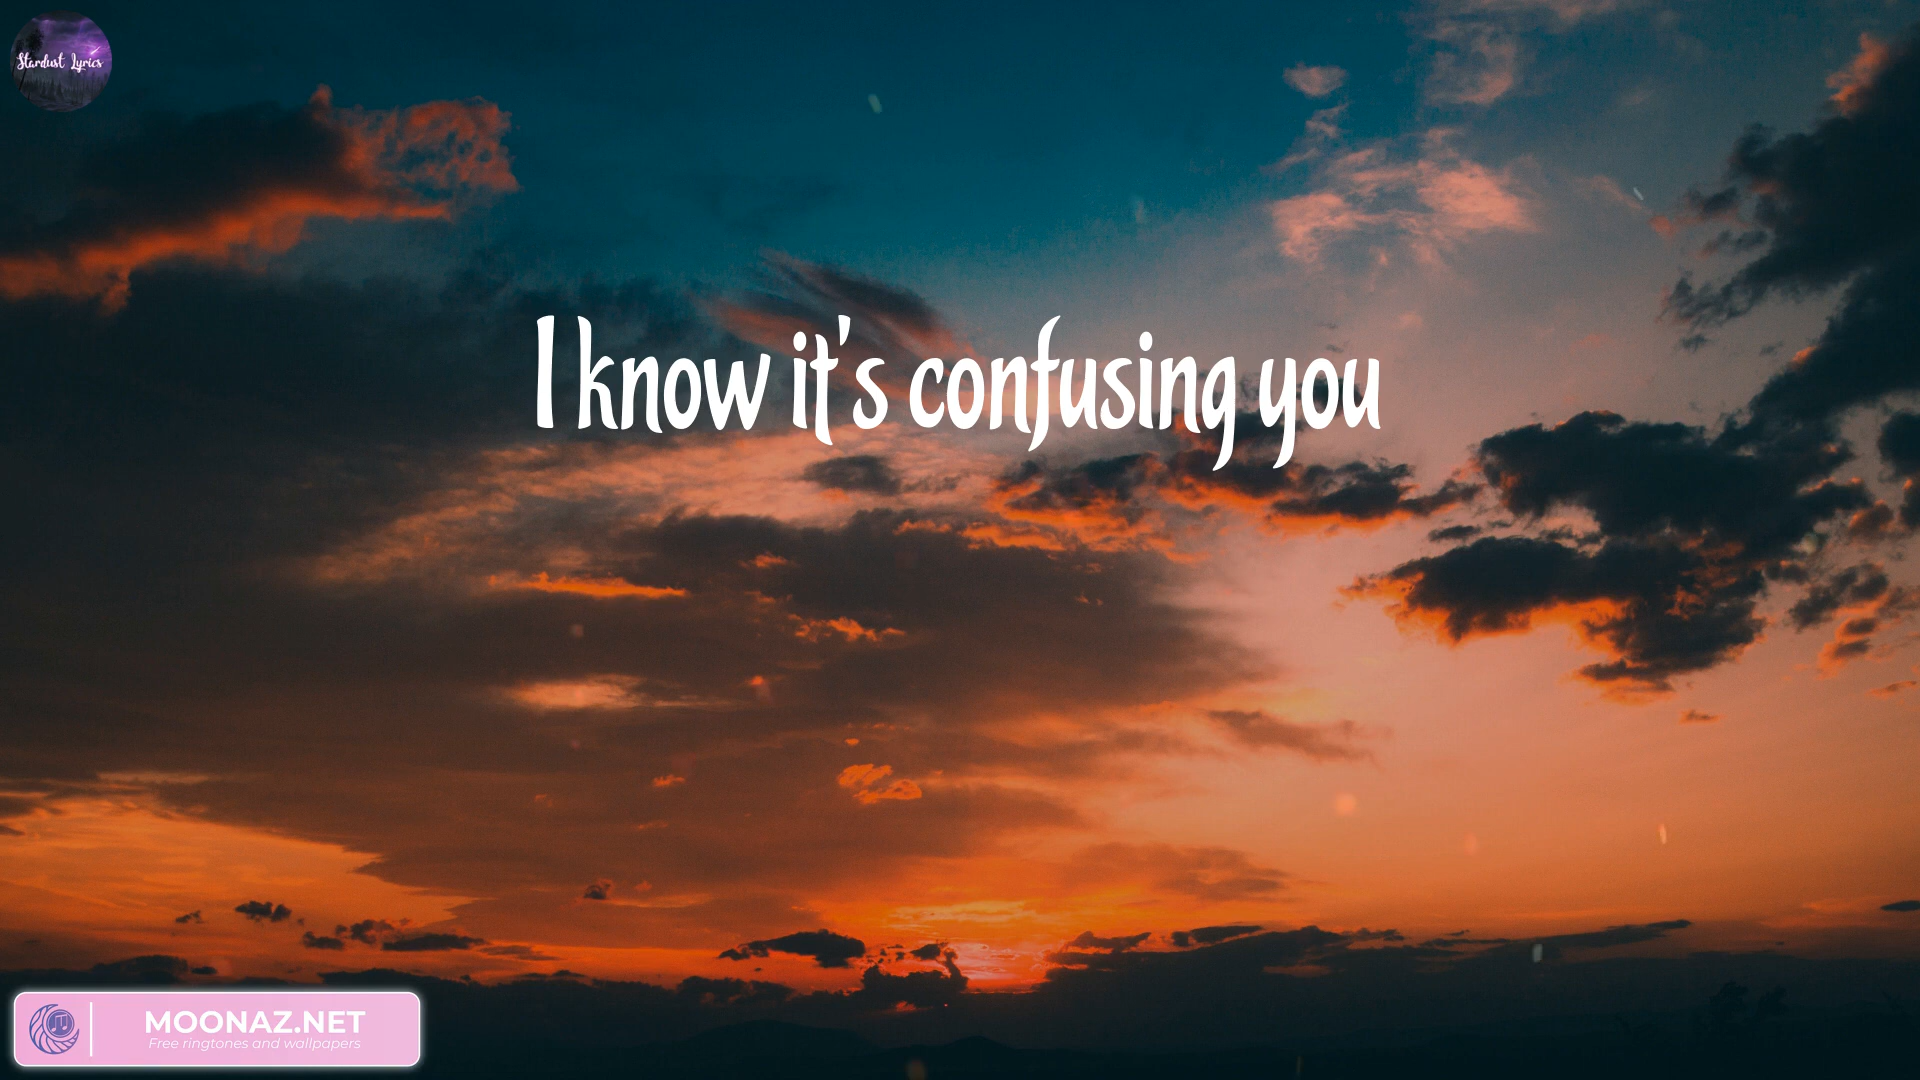 Stardust Lyrics
I know it's confusing you
MOONAZ.NET
Free ringtones and wallpapers